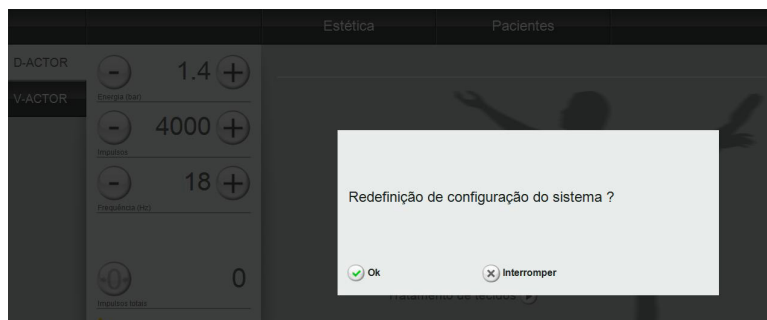 Estética
Pacientes
D-ACTOR
V-ACTOR
- 1.4 +
Energia (bar)
- 4000 +
Impulsos
- 18 +
Frequência (Hz)
Redefinição de configuração do sistema ?
Ok
Interromper
0 0
Impulsos totais
Tratamento de tecidos